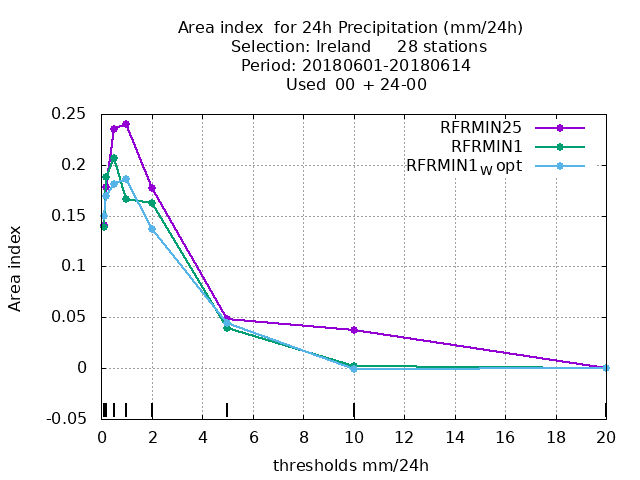 Area index  for 24h Precipitation (mm/24h)
Selection: Ireland     28 stations
Period: 20180601-20180614
Used  00 + 24-00
RFRMIN25
RFRMIN1
RFRMIN1W opt
0.25
0.2
0.15
0.1
0.05
0
-0.05
Area index
0 2 4 6 8 10 12 14 16 18 20
thresholds mm/24h